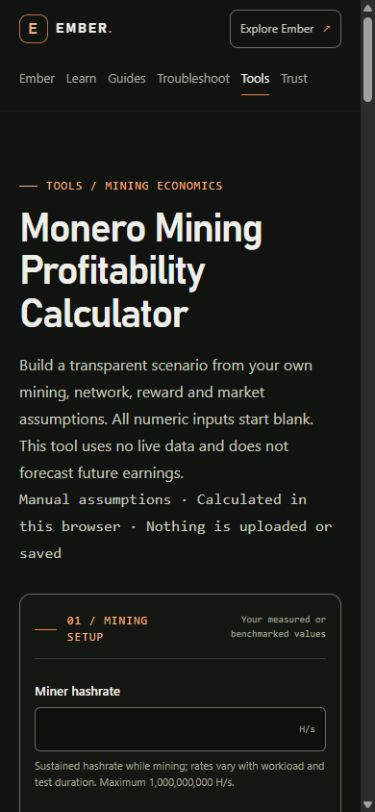 E EMBER.
Explore Ember ↗
Ember Learn Guides Troubleshoot Tools Trust
TOOLS / MINING ECONOMICS
Monero Mining
Profitability
Calculator
Build a transparent scenario from your own
mining, network, reward and market
assumptions. All numeric inputs start blank.
This tool uses no live data and does not
forecast future earnings.
Manual assumptions · Calculated in
this browser · Nothing is uploaded or
saved
01 / MINING
SETUP
Your measured or
benchmarked values
Miner hashrate
H/s
Sustained hashrate while mining; rates vary with workload and
test duration. Maximum 1,000,000,000 H/s.